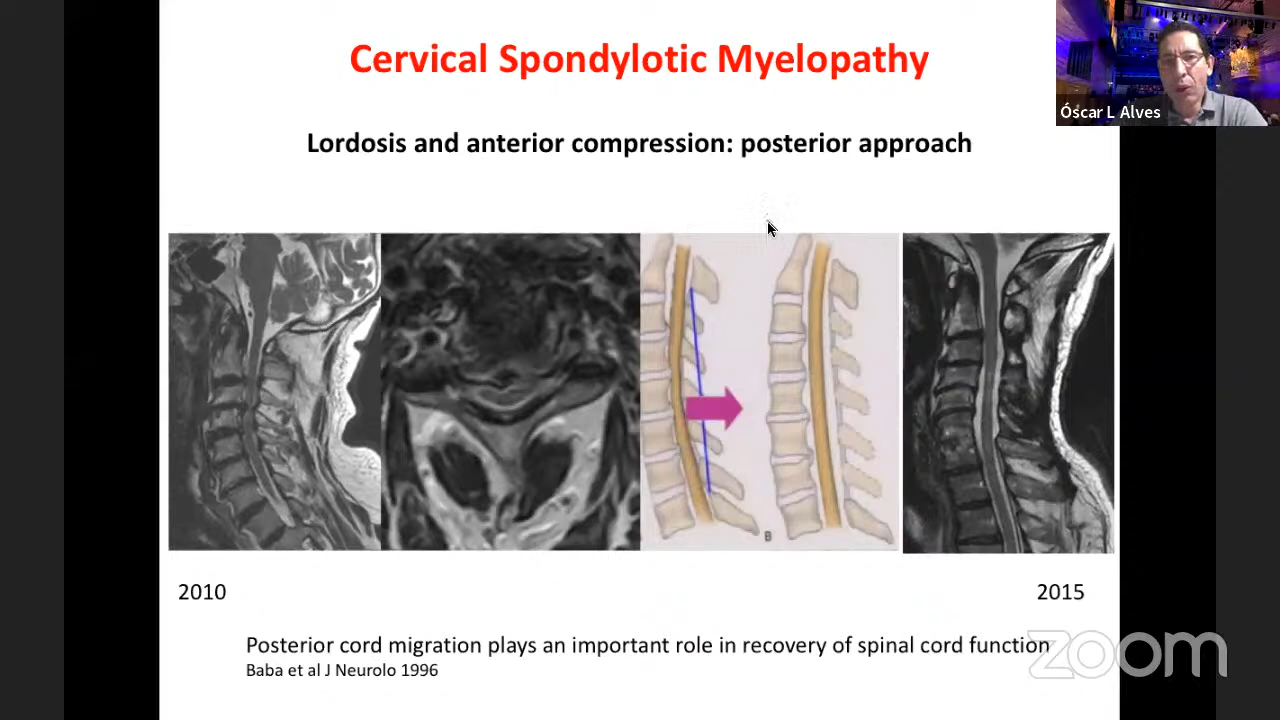 Cervical Spondylotic Myelopathy
Óscar L Alves
Lordosis and anterior compression: posterior approach
B
2010
2015
Posterior cord migration plays an important role in recovery of spinal cord function
Baba et al J Neurolo 1996
zoom